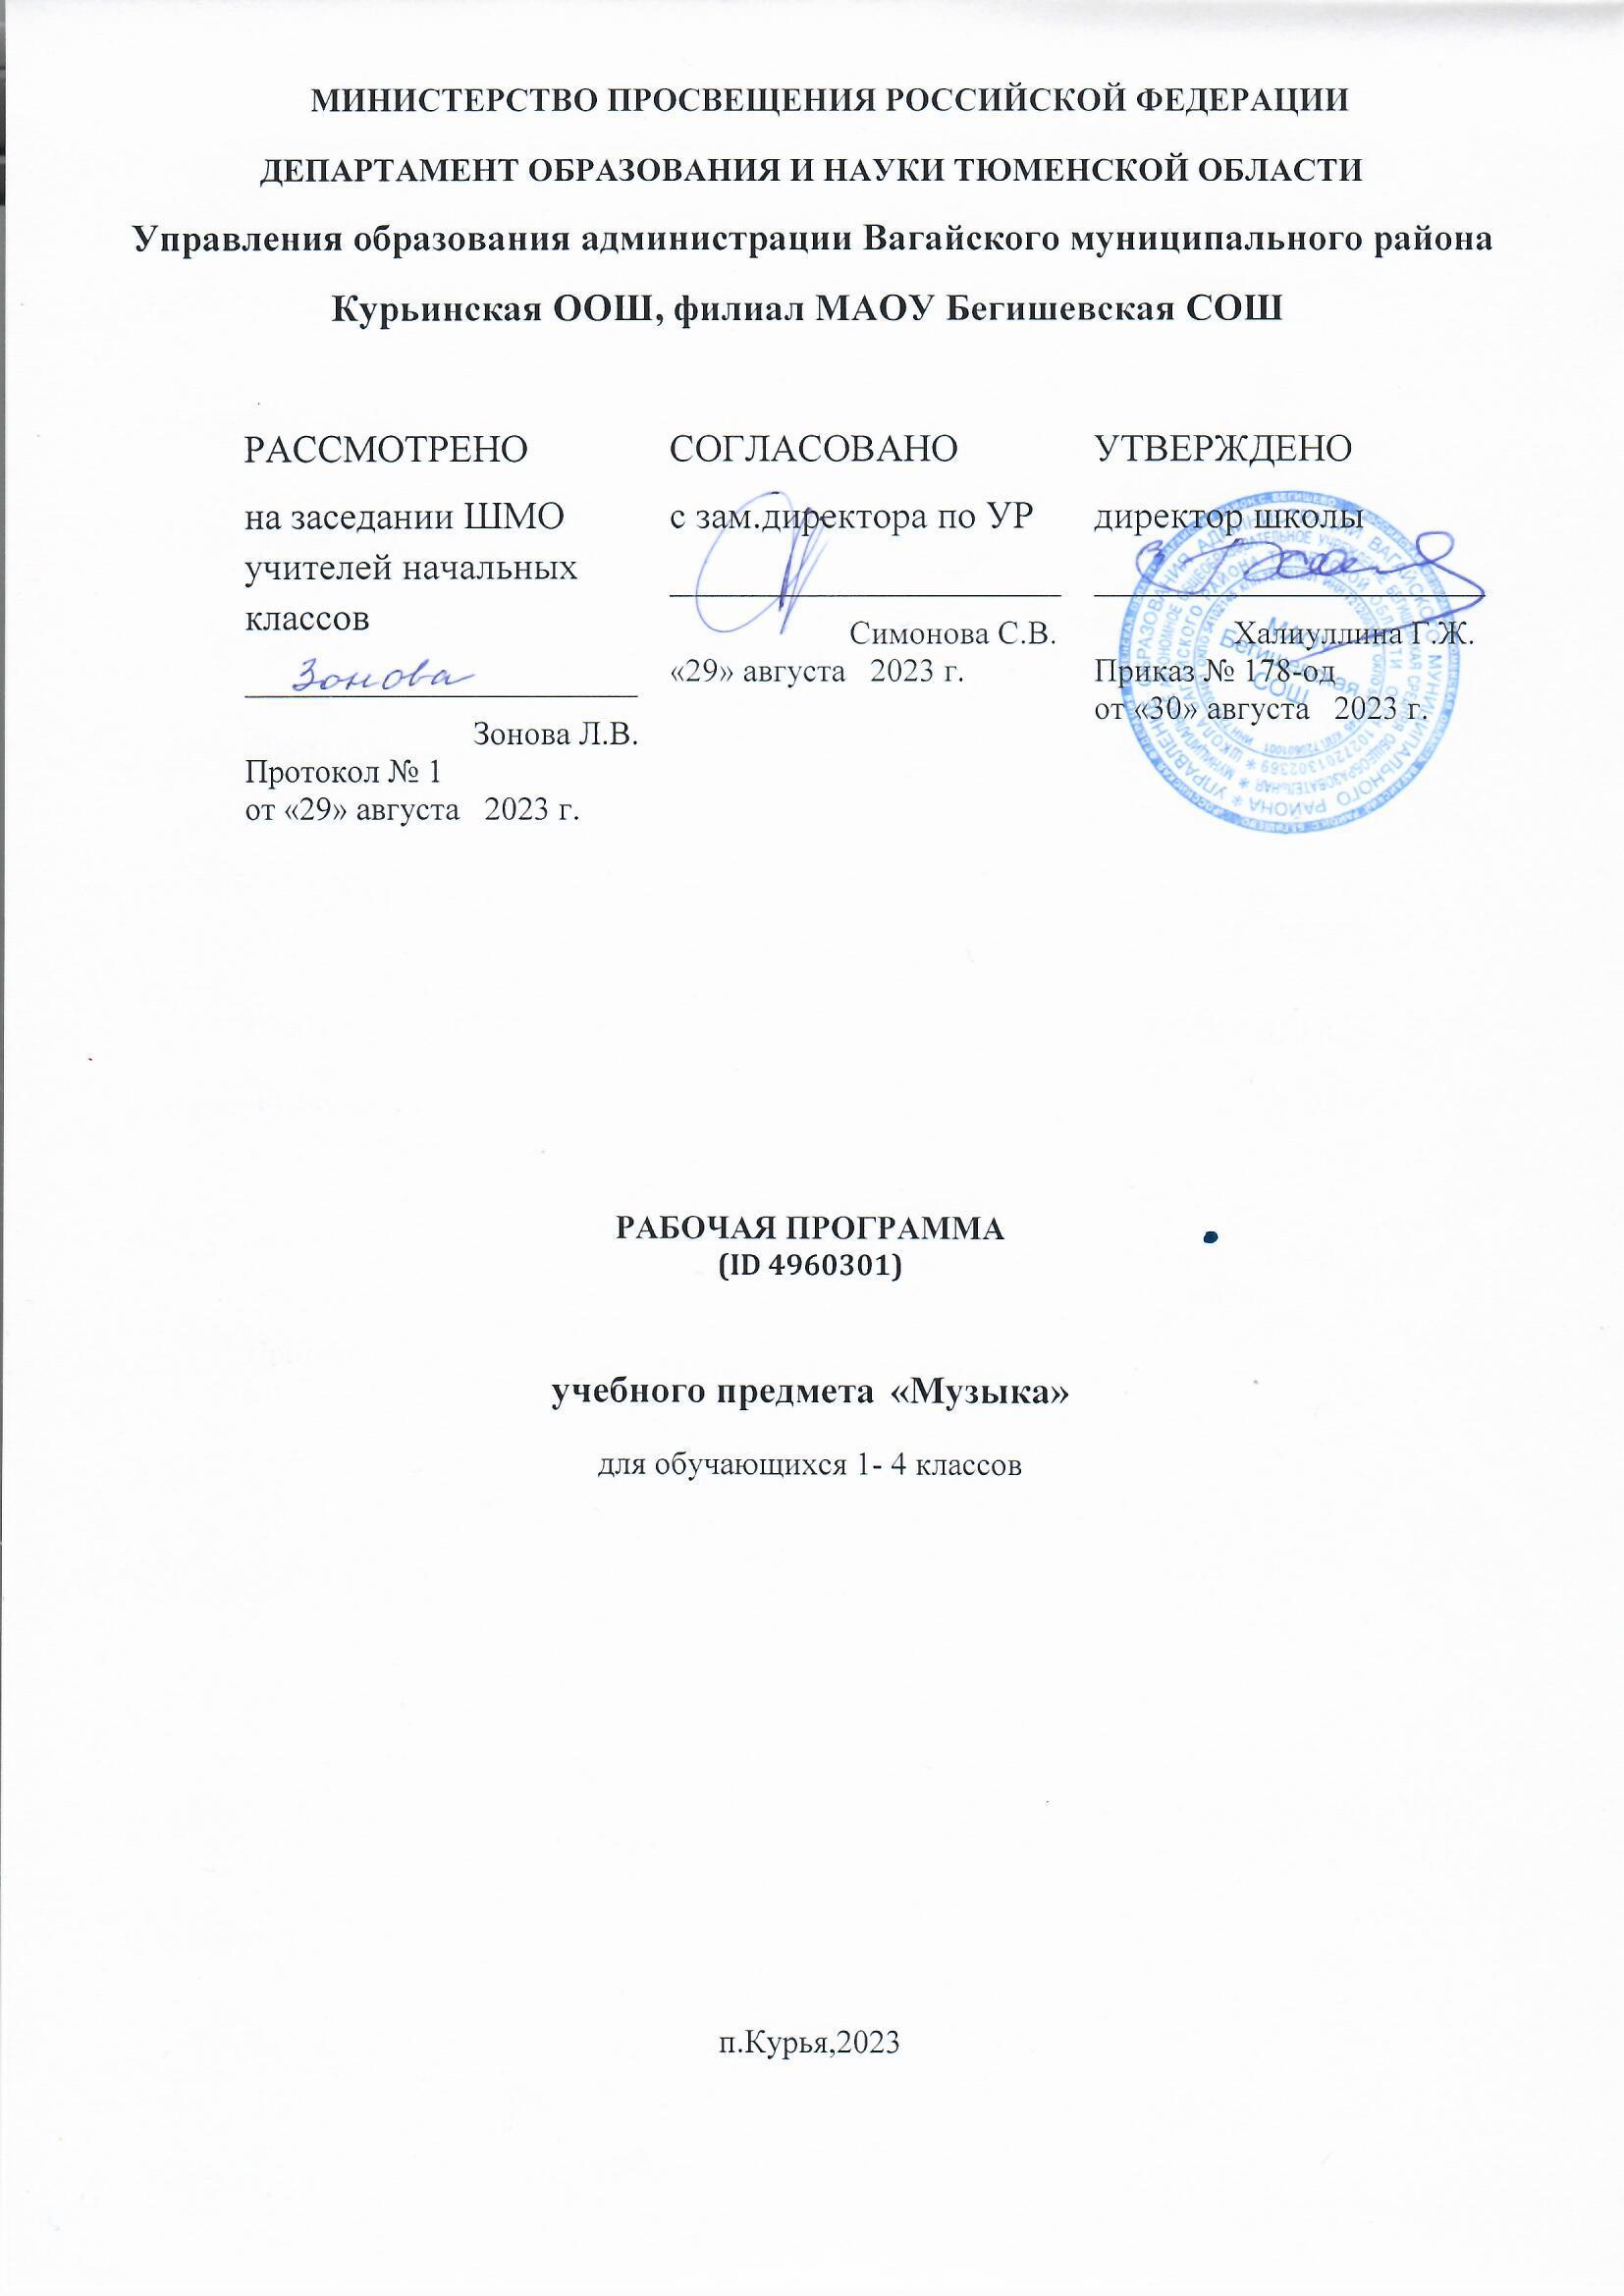 МИНИСТЕРСТВО ПРОСВЕЩЕНИЯ РОССИЙСКОЙ ФЕДЕРАЦИИ
ДЕПАРТАМЕНТ ОБРАЗОВАНИЯ И НАУКИ ТЮМЕНСКОЙ ОБЛАСТИ
Управления образования администрации Вагайского муниципального района
Курьинская ООШ, филиал МАОУ Бегишевская СОШ
РАССМОТРЕНО
на заседании ШМО
учителей начальных
классов
Зонова
Зонова Л.В.
Протокол № 1
от «29» августа 2023 г.
СОГЛАСОВАНО
с зам.директора по УР
Симонова С.В.
«29» августа 2023 г.
УТВЕРЖДЕНО
директор школы
Халиуллина Г.Ж.
Приказ № 178-од
от «30» августа 2023 г.
МАОУ
Бегишевская
СОШ
РАБОЧАЯ ПРОГРАММА
(ID 4960301)
учебного предмета «Музыка»
для обучающихся 1- 4 классов
п.Курья,2023